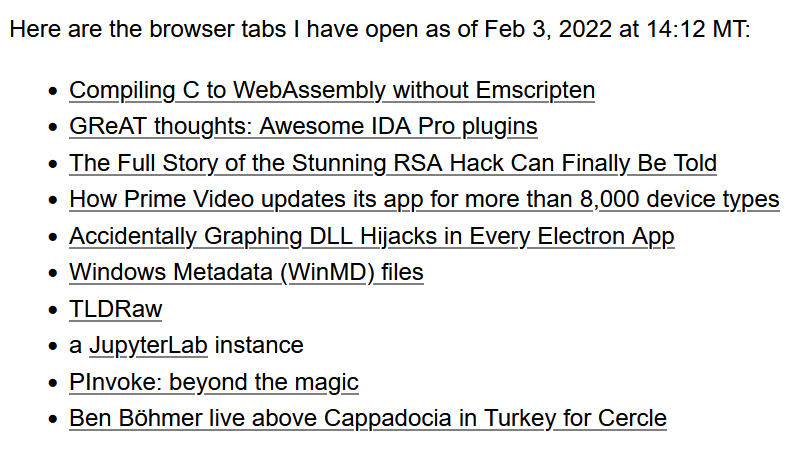 Here are the browser tabs I have open as of Feb 3, 2022 at 14:12 MT:
• Compiling C to WebAssembly without Emscripten
• GReAT thoughts: Awesome IDA Pro plugins
• The Full Story of the Stunning RSA Hack Can Finally Be Told
• How Prime Video updates its app for more than 8,000 device types
• Accidentally Graphing DLL Hijacks in Every Electron App
• Windows Metadata (WinMD) files
• TLDRaw
• a JupyterLab instance
• PInvoke: beyond the magic
• Ben Böhmer live above Cappadocia in Turkey for Cercle